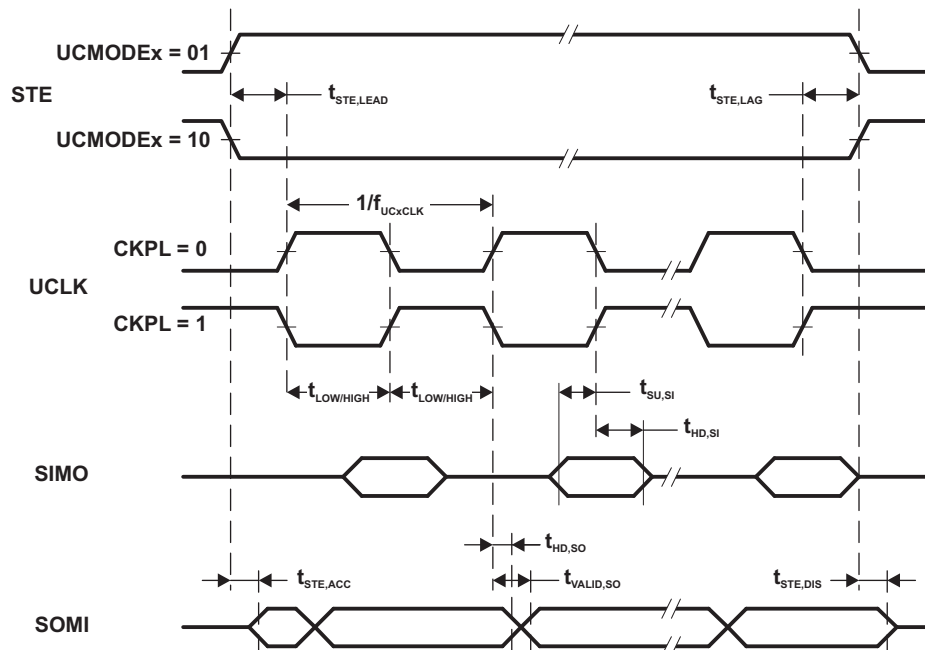 UCMODEx = 01
STE
tSTE,LEAD
tSTE,LAG
UCMODEx = 10
1/fUCxCLK
CKPL = 0
UCLK
CKPL = 1
tLOW/HIGH tLOW/HIGH
tSU,SI
tHD,SI
SIMO
tHD,SO
tSTE,ACC
tVALID,SO
tSTE,DIS
SOMI